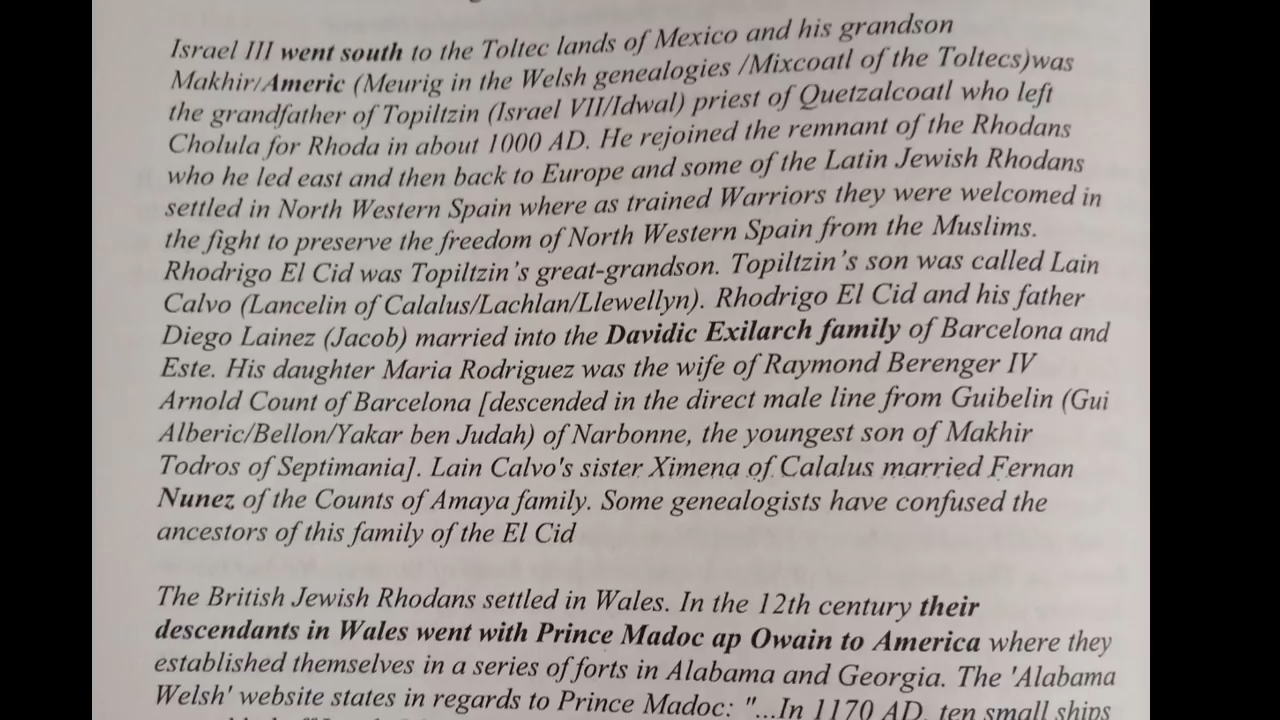 Israel III went south to the Toltec lands of Mexico and his grandson
Makhir/Americ (Meurig in the Welsh genealogies /Mixcoatl of the Toltecs)was
the grandfather of Topiltzin (Israel VII/Idwal) priest of Quetzalcoatl who left
Cholula for Rhoda in about 1000 AD. He rejoined the remnant of the Rhodans
who he led east and then back to Europe and some of the Latin Jewish Rhodans
settled in North Western Spain where as trained Warriors they were welcomed in
the fight to preserve the freedom of North Western Spain from the Muslims.
Rhodrigo El Cid was Topiltzin's great-grandson. Topiltzin's son was called Lain
Calvo (Lancelin of Calalus/Lachlan/Llewellyn). Rhodrigo El Cid and his father
Diego Lainez (Jacob) married into the Davidic Exilarch family of Barcelona and
Este. His daughter Maria Rodriguez was the wife of Raymond Berenger IV
Arnold Count of Barcelona [descended in the direct male line from Guibelin (Gui
Alberic/Bellon/Yakar ben Judah) of Narbonne, the youngest son of Makhir
Todros of Septimania]. Lain Calvo's sister Ximena of Calalus married Fernan
Nunez of the Counts of Amaya family. Some genealogists have confused the
ancestors of this family of the El Cid
The British Jewish Rhodans settled in Wales. In the 12th century their
descendants in Wales went with Prince Madoc ap Owain to America where they
established themselves in a series of forts in Alabama and Georgia. The 'Alabama
Welsh' website states in regards to Prince Madoc: "...In 1170 AD, ten small ships